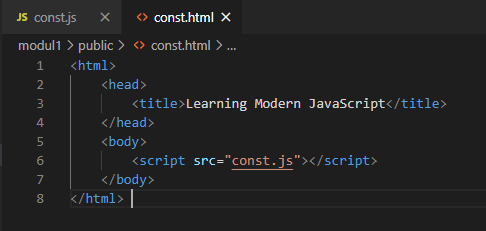 JS const.js <> const.html ×
modul1 > public > <> const.html > ...
1 <html>
2     <head>
3         <title>Learning Modern JavaScript</title>
4     </head>
5     <body>
6         <script src="const.js"></script>
7     </body>
8 </html>